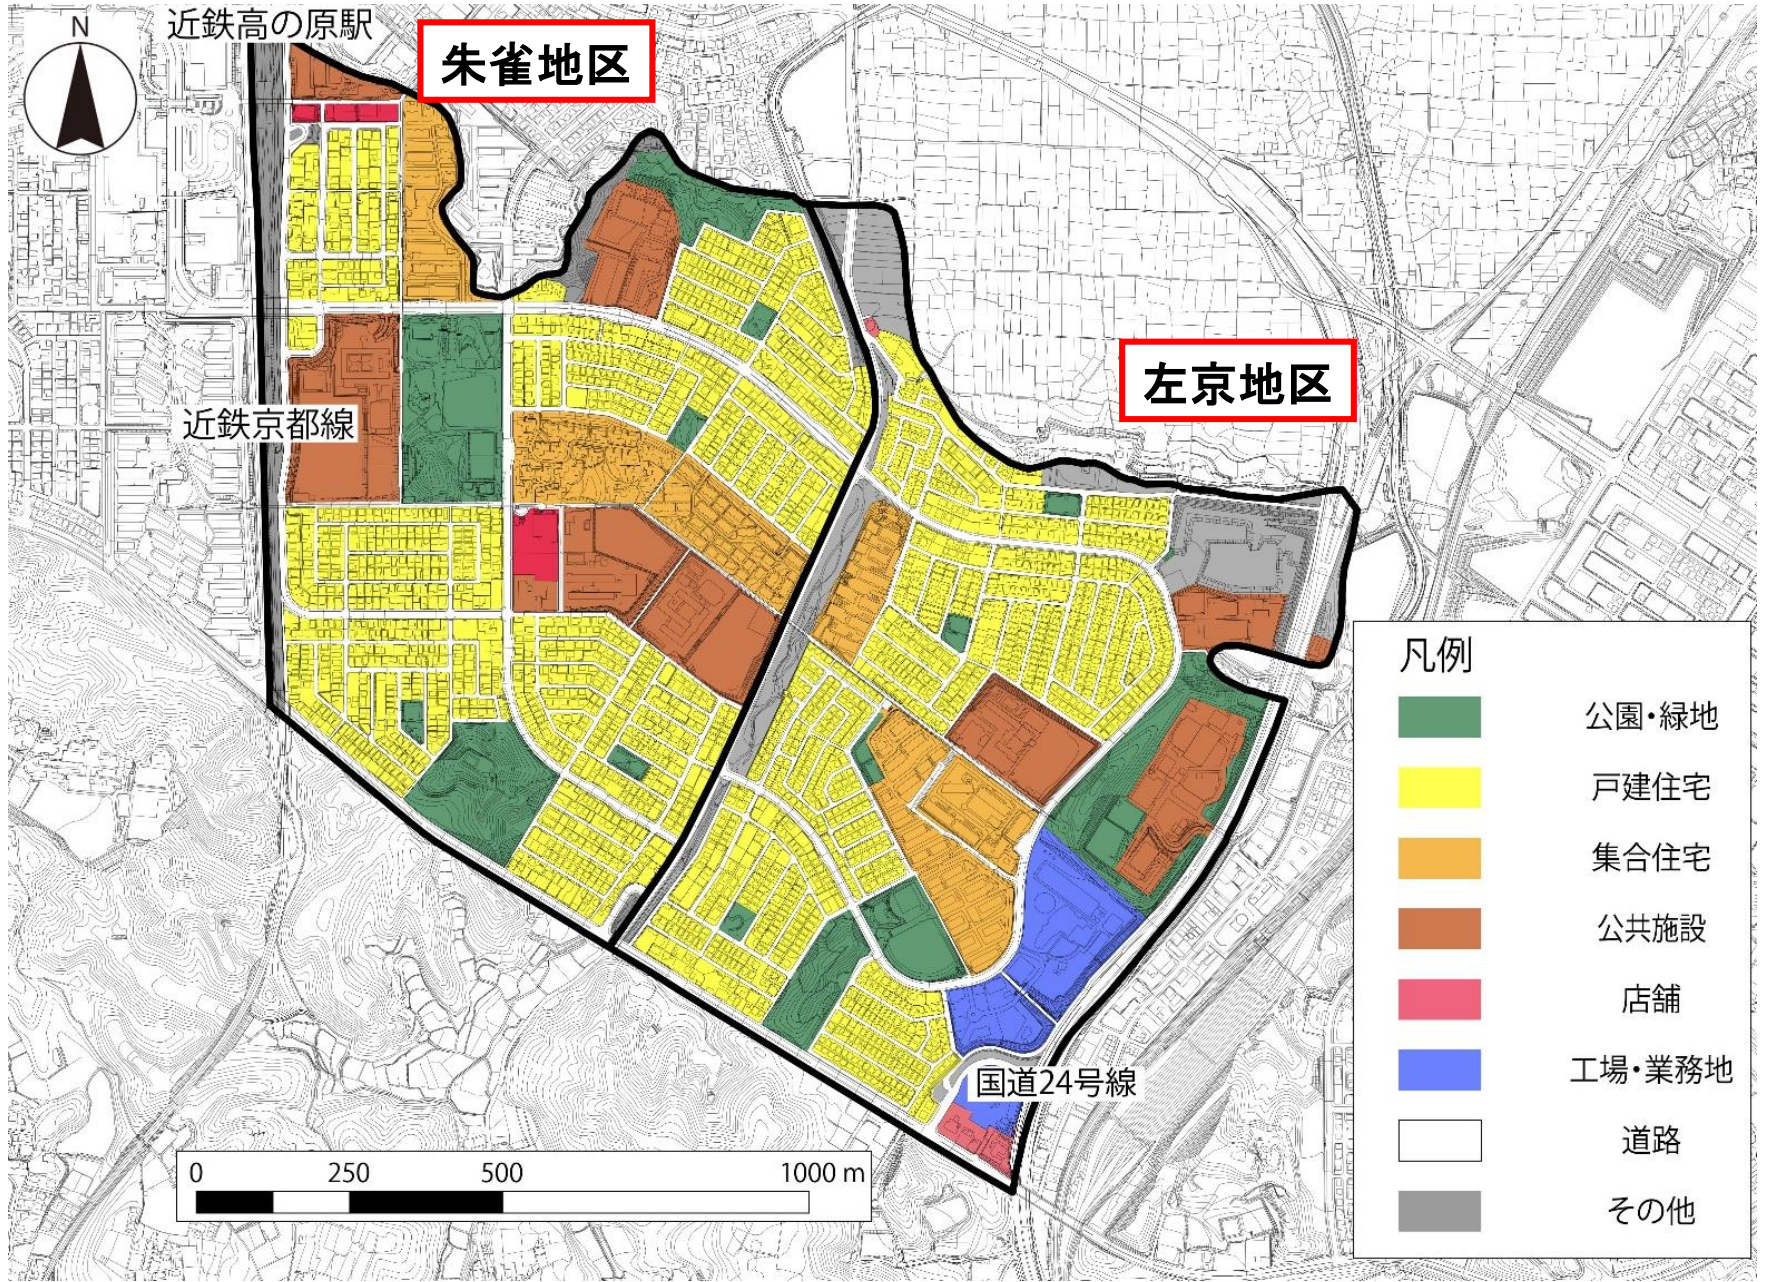 近鉄高の原駅
N
朱雀地区
左京地区
近鉄京都線
凡例
公園・緑地
戸建住宅
集合住宅
公共施設
店舗
工場・業務地
道路
その他
国道24号線
0 250 500 1000 m